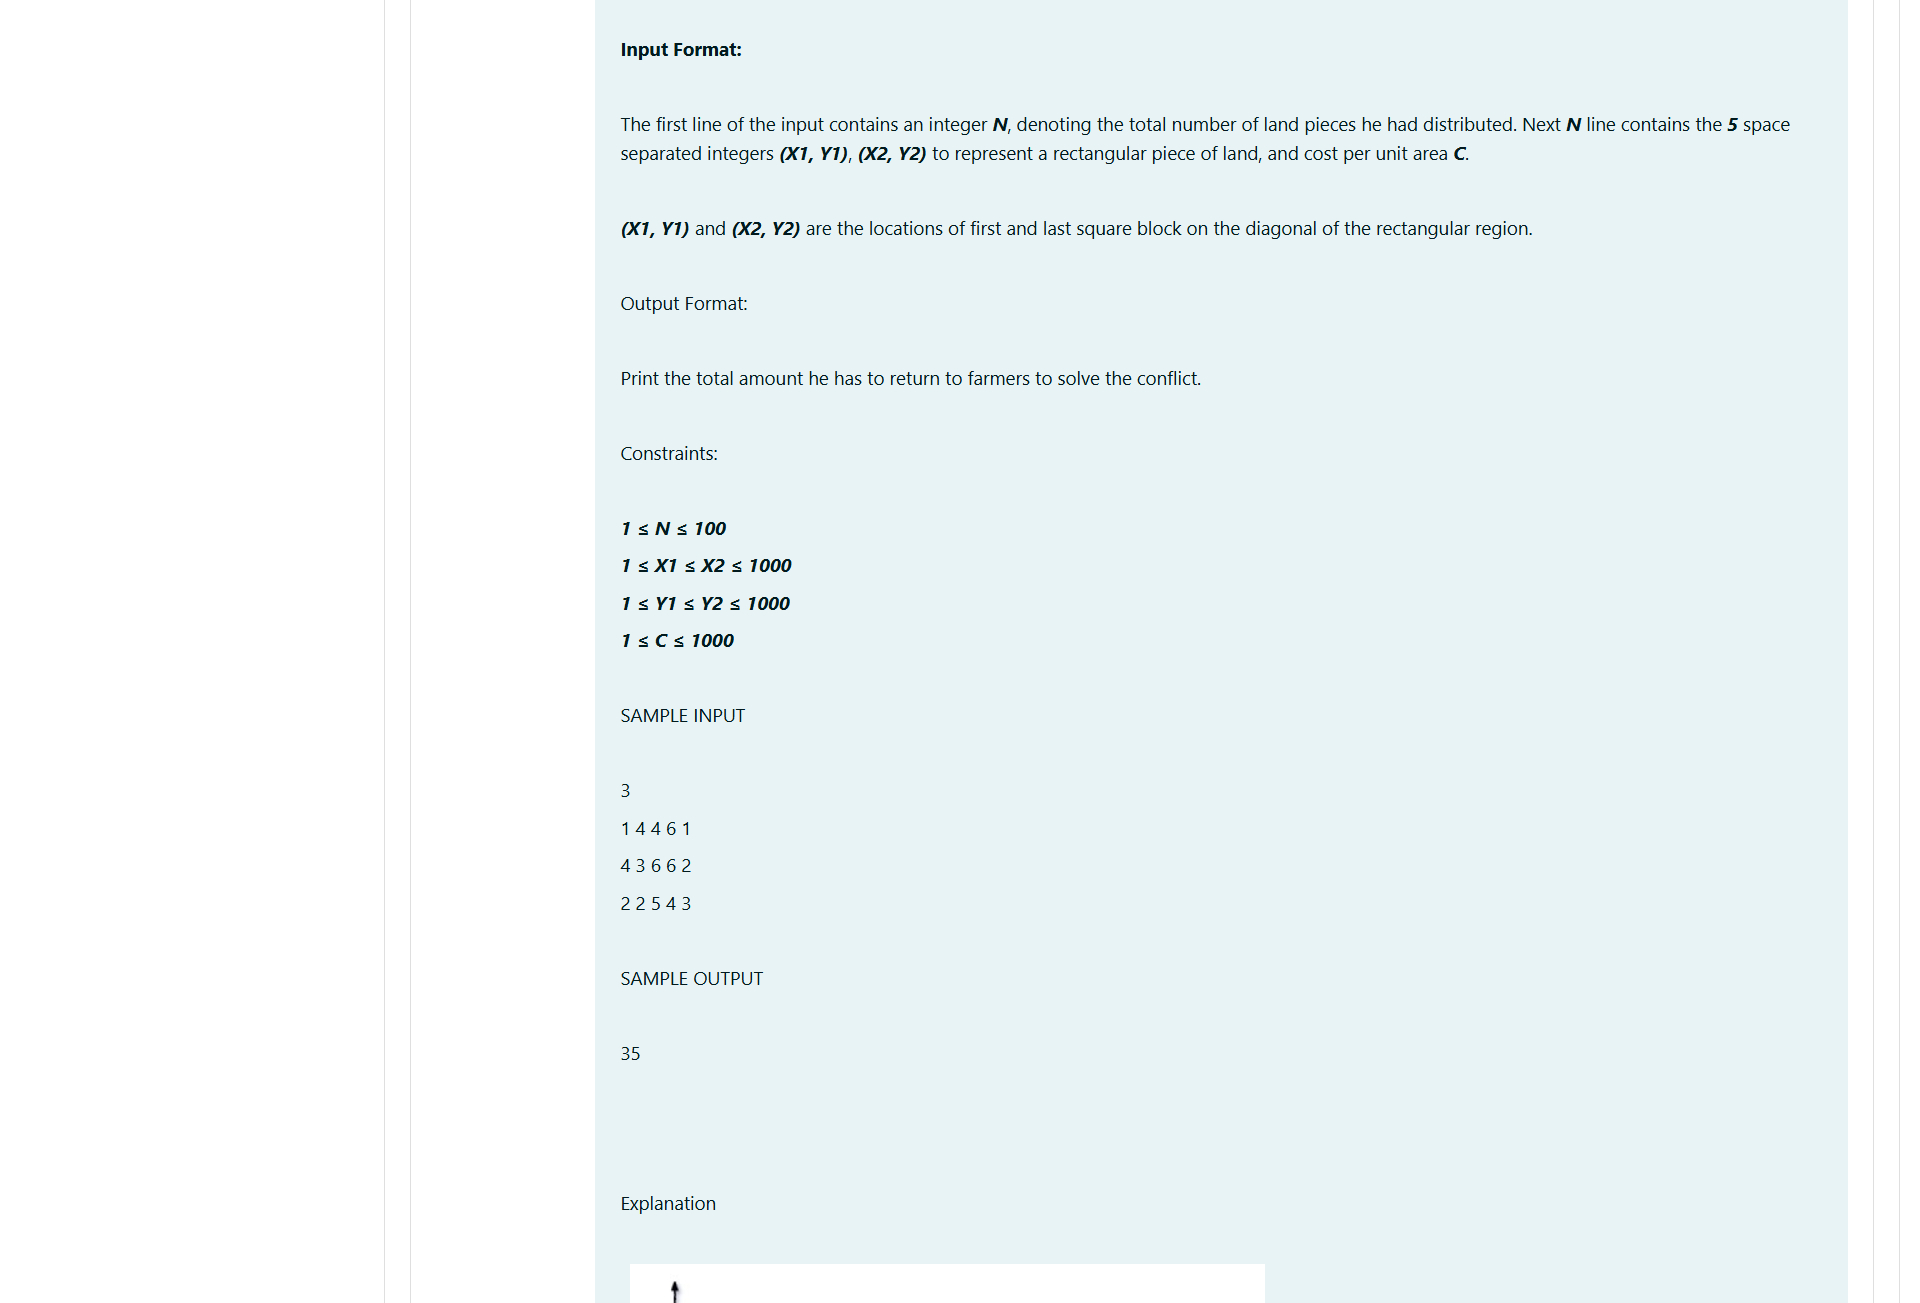 Input Format:
The first line of the input contains an integer N, denoting the total number of land pieces he had distributed. Next N line contains the 5 space
separated integers (X1, Y1), (X2, Y2) to represent a rectangular piece of land, and cost per unit area C.
(X1, Y1) and (X2, Y2) are the locations of first and last square block on the diagonal of the rectangular region.
Output Format:
Print the total amount he has to return to farmers to solve the conflict.
Constraints:
1 ≤ N ≤ 100
1 ≤ X1 ≤ X2 ≤ 1000
1 ≤ Y1 ≤ Y2 ≤ 1000
1 ≤ C ≤ 1000
SAMPLE INPUT
3
1 4 4 6 1
4 3 6 6 2
2 2 5 4 3
SAMPLE OUTPUT
35
Explanation